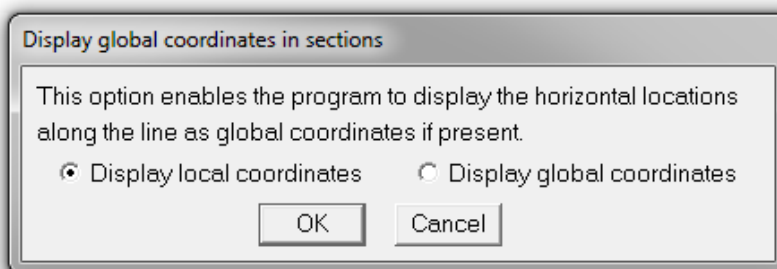 Display global coordinates in sections
This option enables the program to display the horizontal locations
along the line as global coordinates if present.
Display local coordinates Display global coordinates
OK Cancel